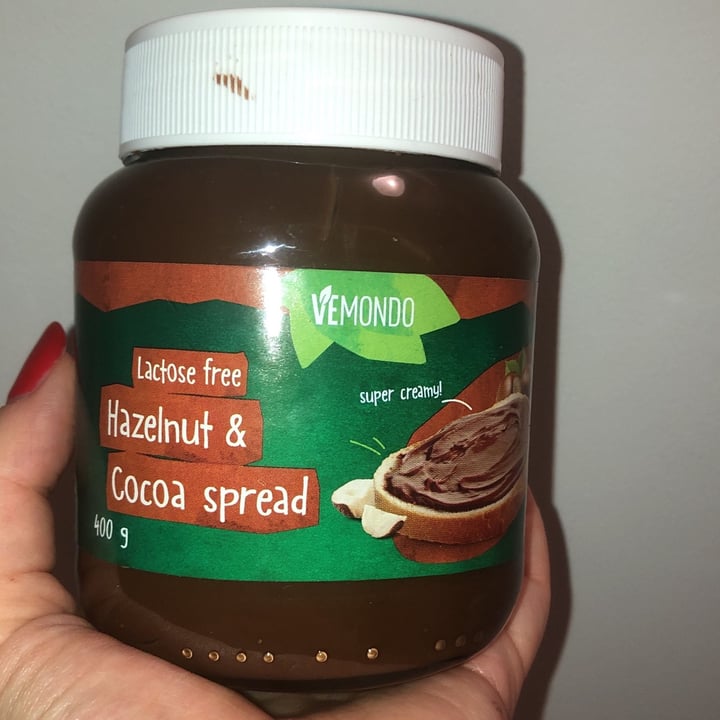 VEMONDO
Lactose free
Hazelnut &
Cocoa spread
400 g
super creamy!